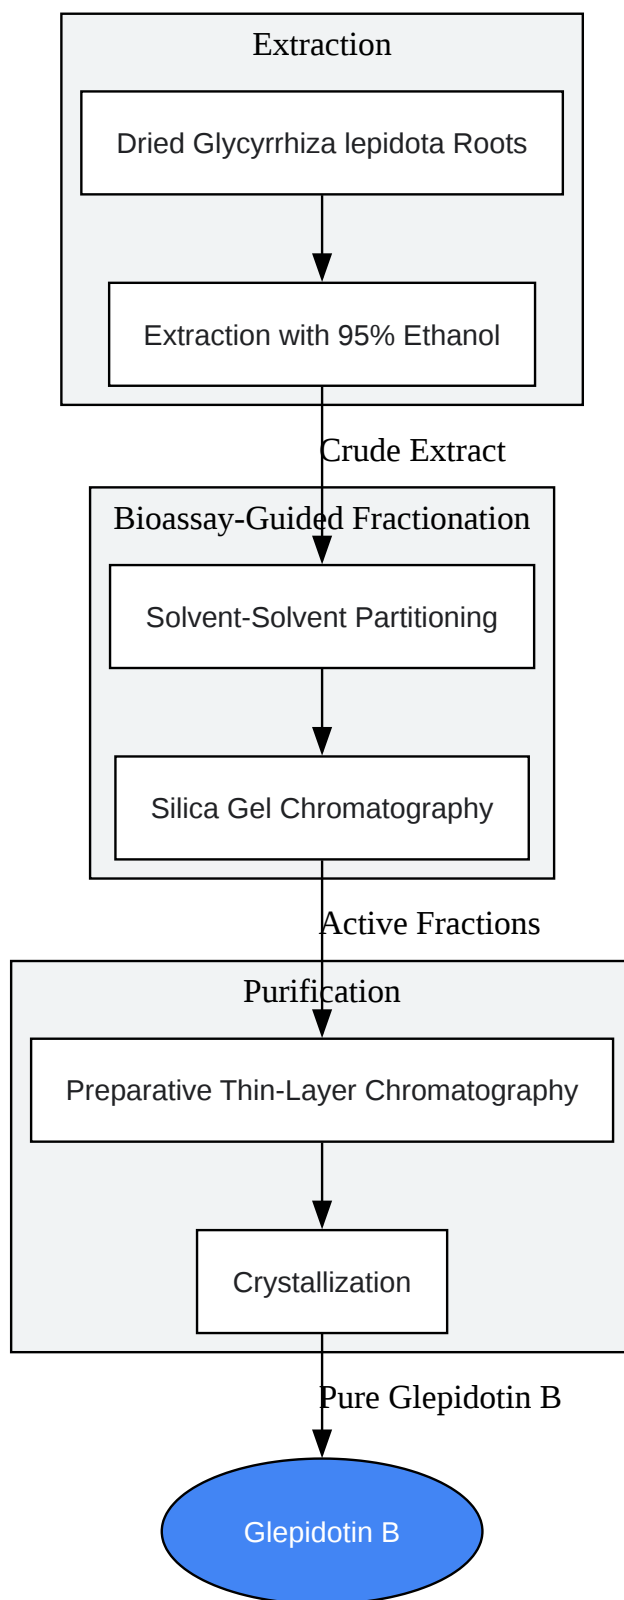 Extraction
Dried Glycyrrhiza lepidota Roots
Extraction with 95% Ethanol
Crude Extract
Bioassay-Guided Fractionation
Solvent-Solvent Partitioning
Silica Gel Chromatography
Active Fractions
Purification
Preparative Thin-Layer Chromatography
Crystallization
Pure Glepidotin B
Glepidotin B